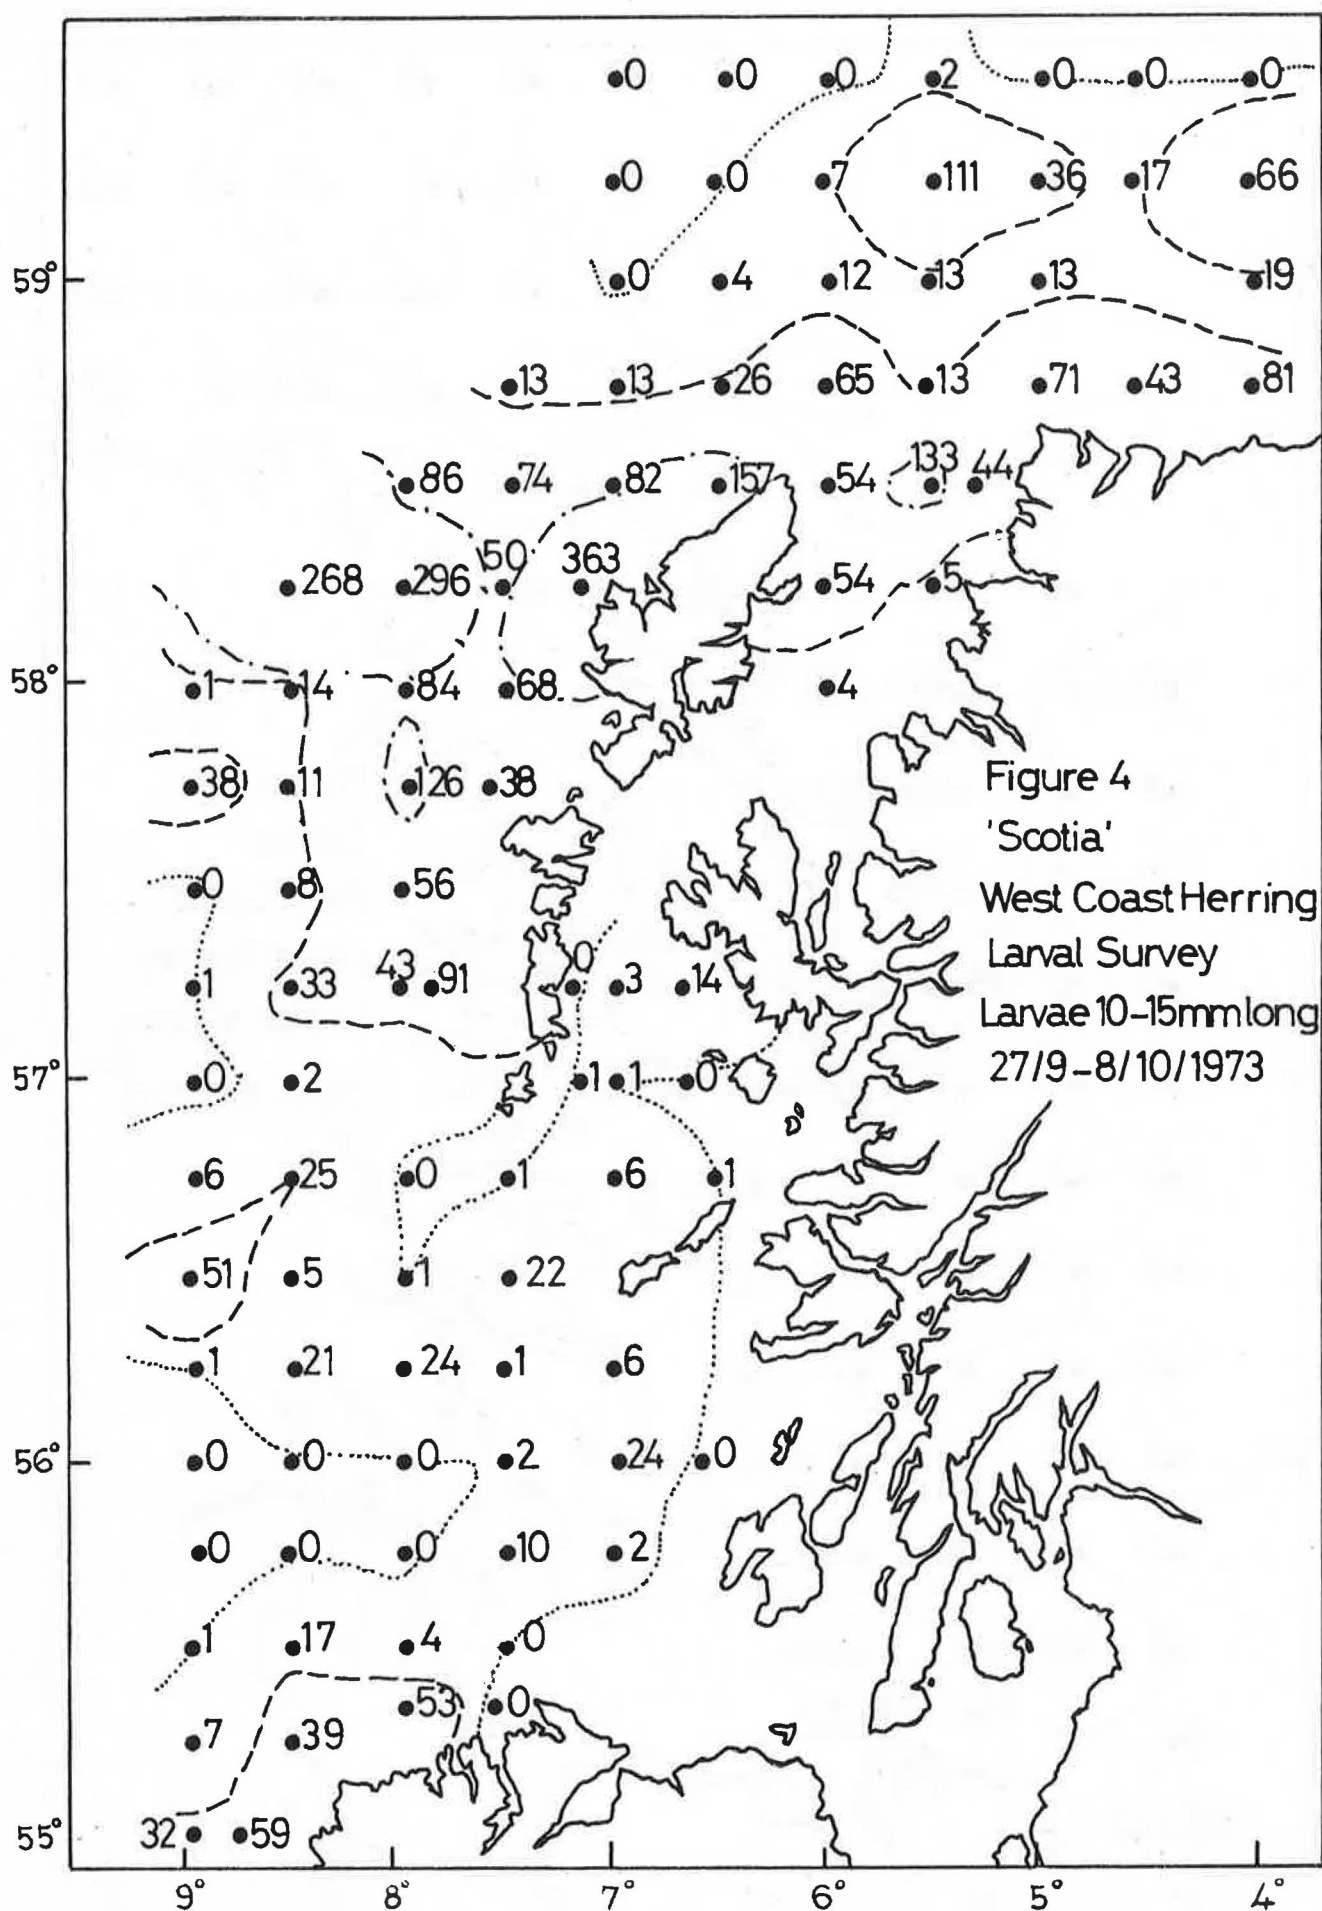 0 0 0 2 0 0 0
0 0 7 111 36 17 66
59° 0 4 12 13 13 19
13 13 26 65 13 71 43 81
86 74 82 157 54 133 44
268 296 50 363 54 5
58° 1 14 84 68 4
38 11 126 38
Figure 4
'Scotia'
0 8 56
West Coast Herring
Larval Survey
1 33 43 91 0 3 14
Larvae 10-15mm long
27/9-8/10/1973
57° 0 2 1 1 0
6 25 0 1 6 1
51 5 1 22
1 21 24 1 6
56° 0 0 0 2 24 0
0 0 0 10 2
1 17 4 0
53 0
7 39
55° 32 59
9° 8° 7° 6° 5° 4°